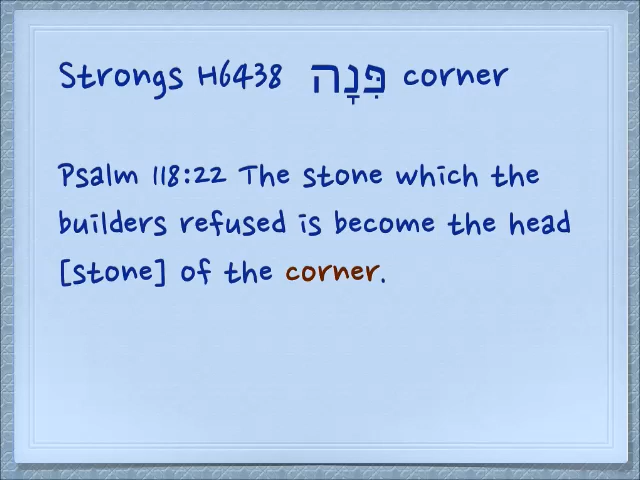 Strongs H6438 פִּנָּה corner
Psalm 118:22 The stone which the
builders refused is become the head
[stone] of the corner.